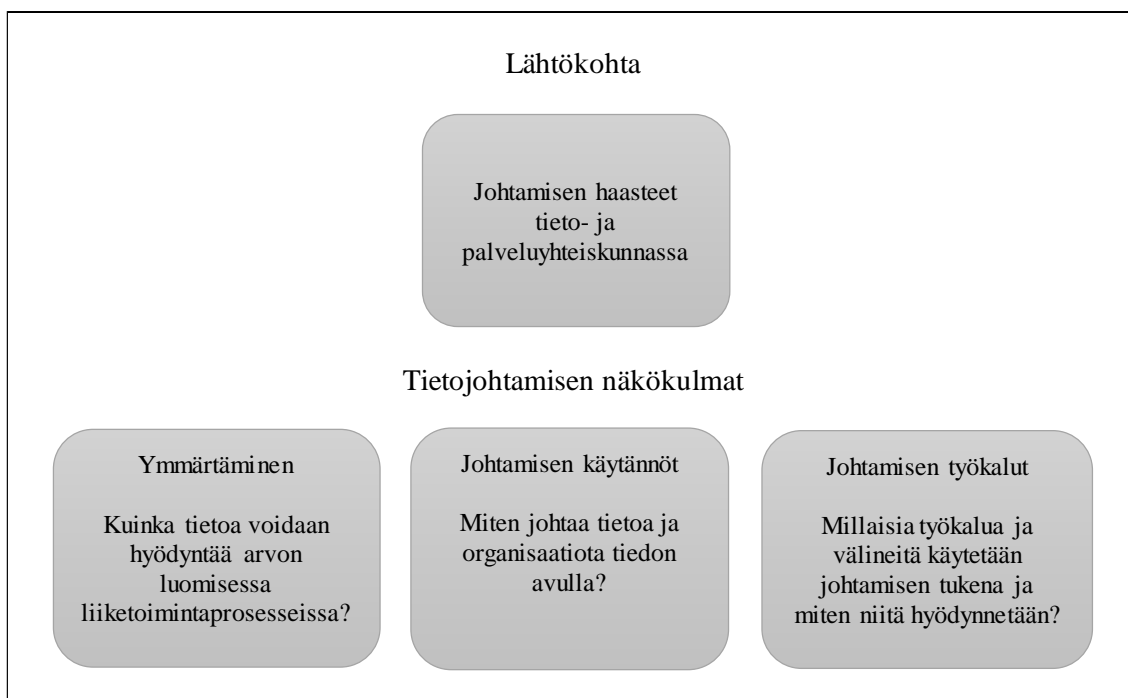 Lähtökohta
Johtamisen haasteet
tieto- ja
palveluyhteiskunnassa
Tietojohtamisen näkökulmat
Ymmärtäminen
Kuinka tietoa voidaan
hyödyntää arvon
luomisessa
liiketoimintaprosesseissa?
Johtamisen käytännöt
Miten johtaa tietoa ja
organisaatiota tiedon
avulla?
Johtamisen työkalut
Millaisia työkalua ja
välineitä käytetään
johtamisen tukena ja
miten niitä hyödynnetään?